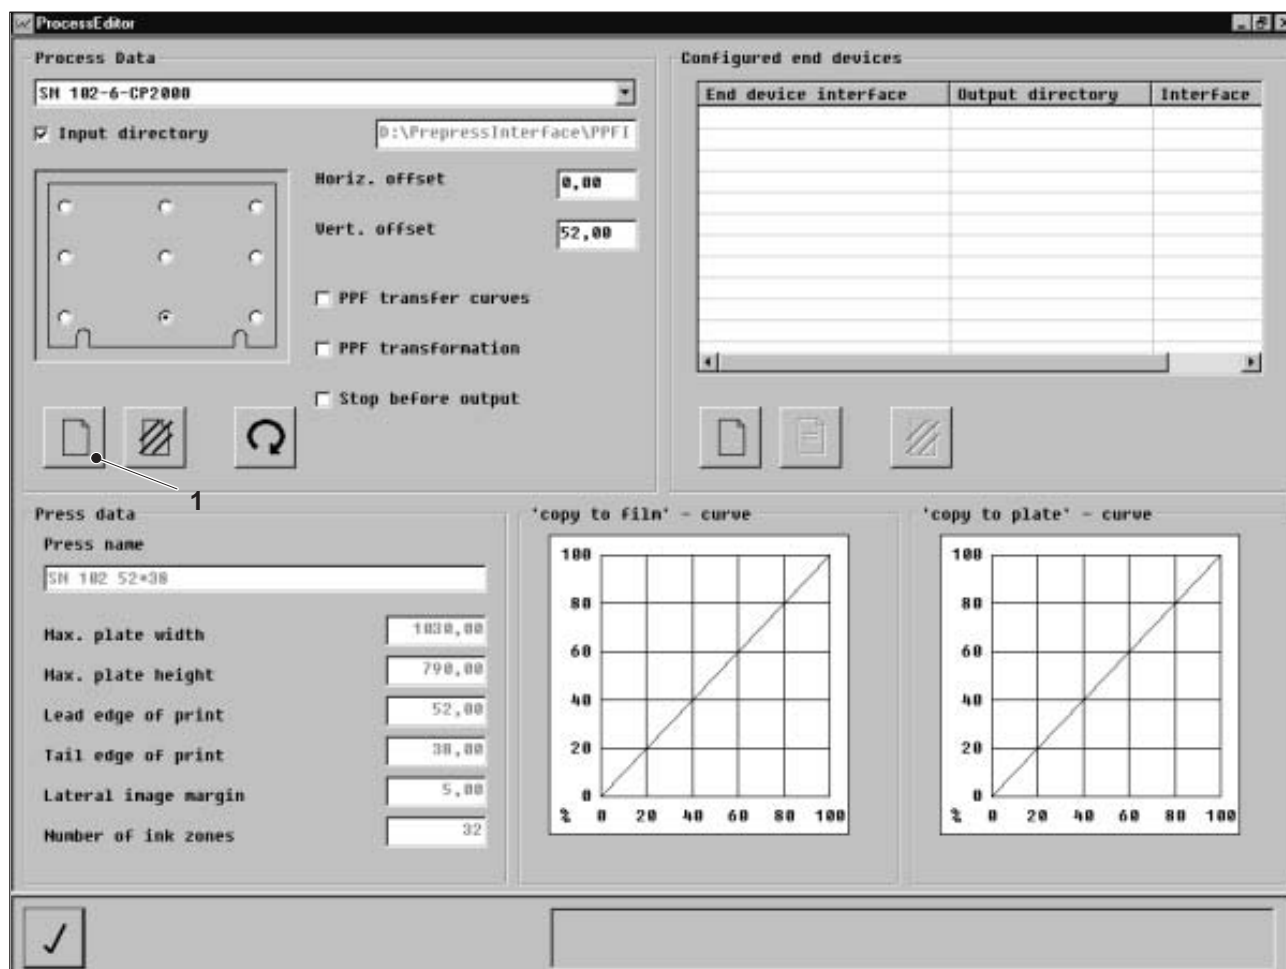 ProcessEditor
Process Data
SM 102-6-CP2000
Input directory
D:\PrepressInterface\PPFI
Horiz. offset
0,00
Vert. offset
52,00
PPF transfer curves
PPF transformation
Stop before output
1
Configured end devices
End device interface Output directory Interface
Press data
Press name
SM 102 52*38
Max. plate width 1030,00
Max. plate height 790,00
Lead edge of print 52,00
Tail edge of print 38,00
Lateral image margin 5,00
Number of ink zones 32
'copy to film' - curve
100
80
60
40
20
0
% 0 20 40 60 80 100
'copy to plate' - curve
100
80
60
40
20
0
% 0 20 40 60 80 100